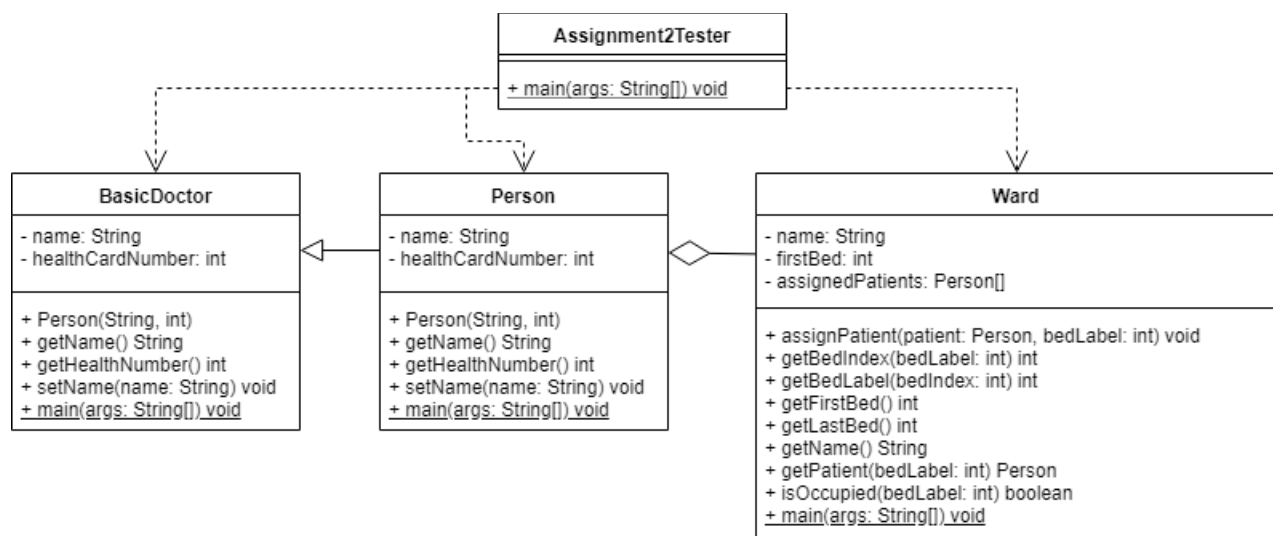 Assignment2Tester
+ main(args: String[]) void
BasicDoctor
- name: String
- healthCardNumber: int
+ Person(String, int)
+ getName() String
+ getHealthNumber() int
+ setName(name: String) void
+ main(args: String[]) void
Person
- name: String
- healthCardNumber: int
+ Person(String, int)
+ getName() String
+ getHealthNumber() int
+ setName(name: String) void
+ main(args: String[]) void
Ward
- name: String
- firstBed: int
- assignedPatients: Person[]
+ assignPatient(patient: Person, bedLabel: int) void
+ getBedIndex(bedLabel: int) int
+ getBedLabel(bedIndex: int) int
+ getFirstBed() int
+ getLastBed() int
+ getName() String
+ getPatient(bedLabel: int) Person
+ isOccupied(bedLabel: int) boolean
+ main(args: String[]) void